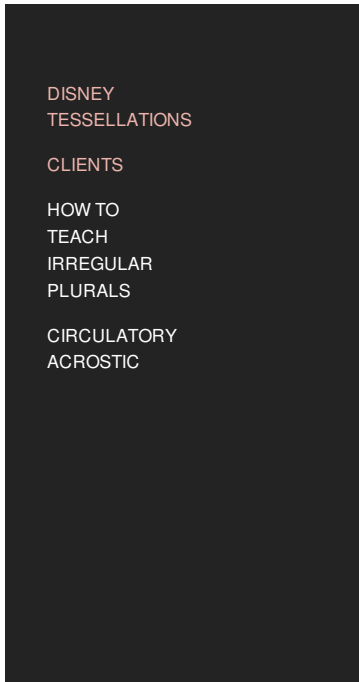 DISNEY
TESSELLATIONS
CLIENTS
HOW TO
TEACH
IRREGULAR
PLURALS
CIRCULATORY
ACROSTIC